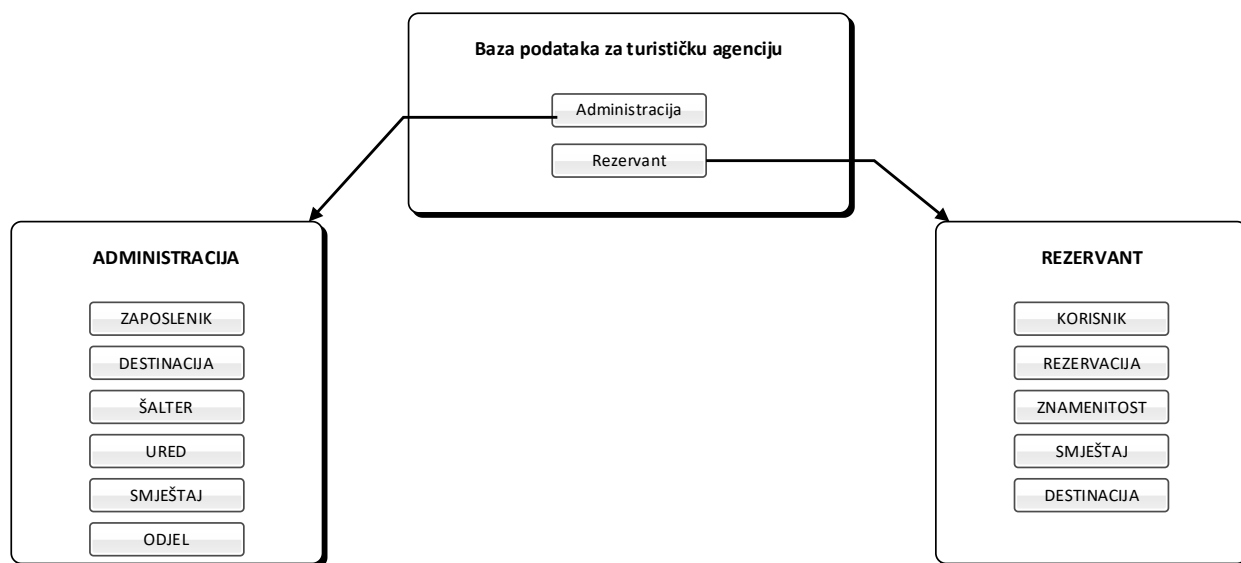 Baza podataka za turističku agenciju
Administracija
Rezervant
ADMINISTRACIJA
ZAPOSLENIK
DESTINACIJA
ŠALTER
URED
SMJEŠTAJ
ODJEL
REZERVANT
KORISNIK
REZERVACIJA
ZNAMENITOST
SMJEŠTAJ
DESTINACIJA